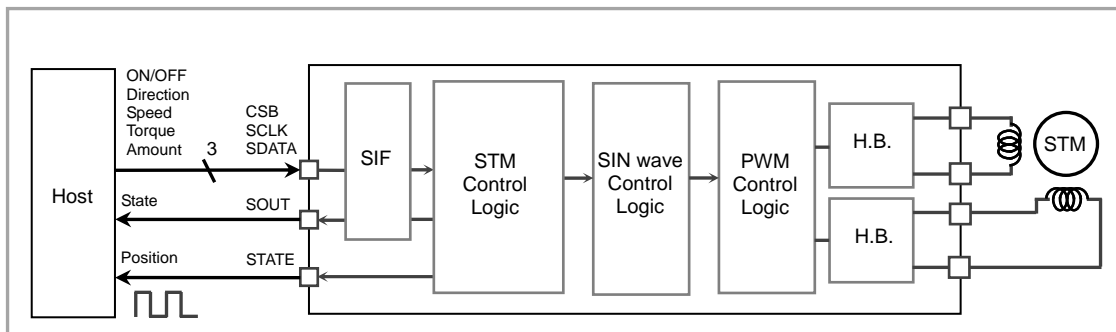 ON/OFF
Direction
Speed
Torque
Amount
3
CSB
SCLK
SDATA
Host
State
SOUT
Position
STATE
SIF
STM
Control
Logic
SIN wave
Control
Logic
PWM
Control
Logic
H.B.
H.B.
STM